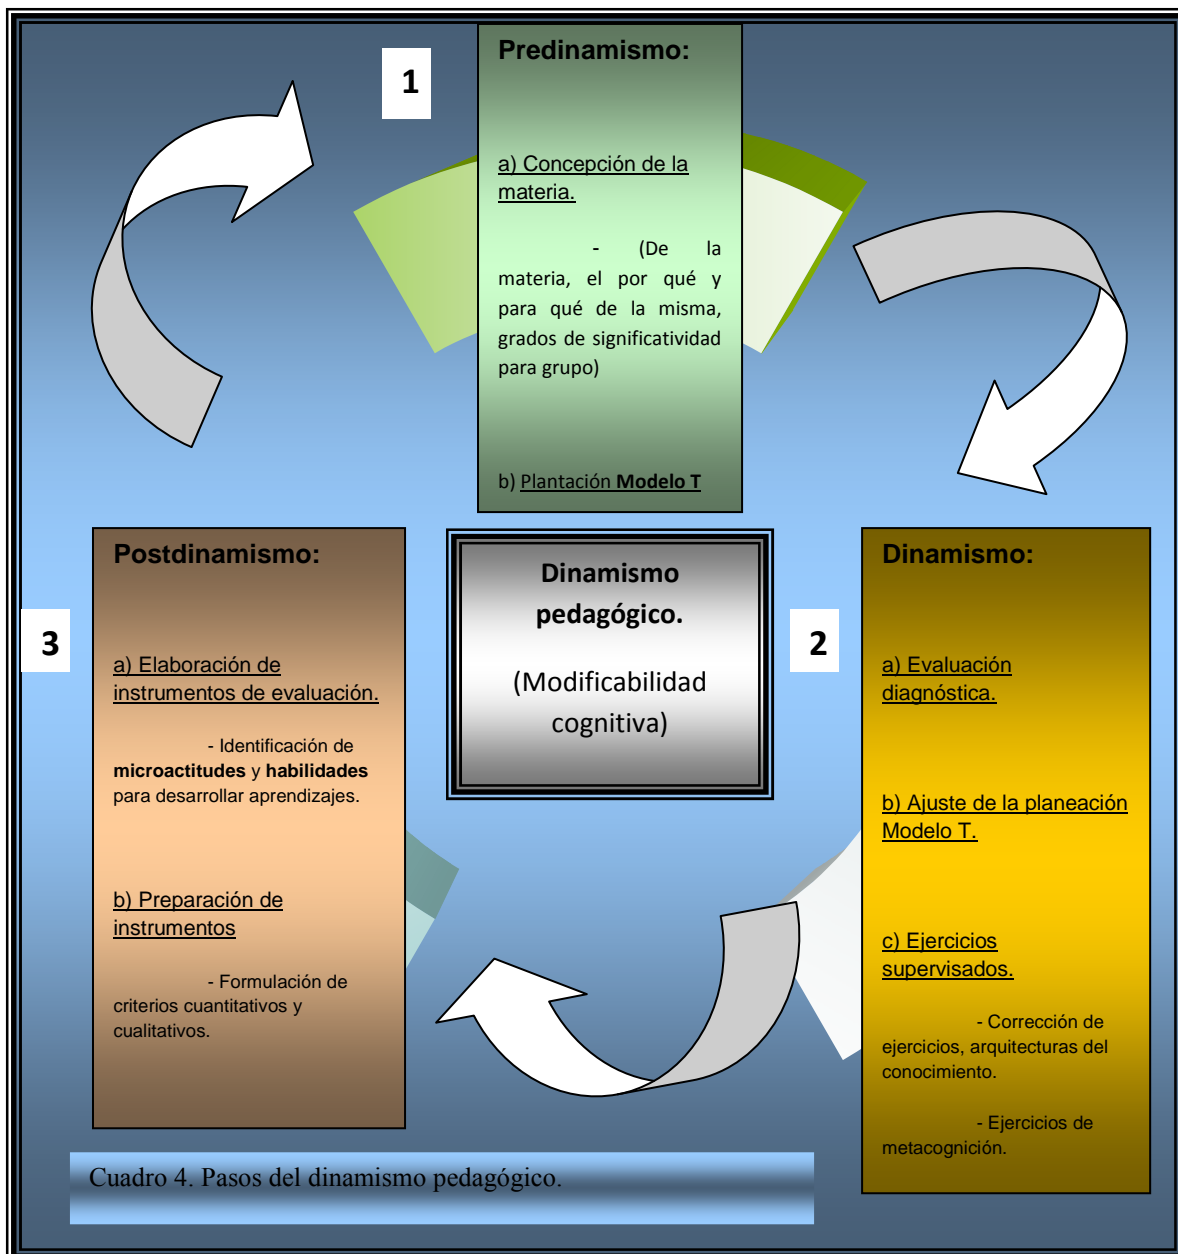 1
Predinamismo:
a) Concepción de la
materia.
- (De la
materia, el por qué y
para qué de la misma,
grados de significatividad
para grupo)
b) Plantación Modelo T
2
Dinamismo:
a) Evaluación
diagnóstica.
b) Ajuste de la planeación
Modelo T.
c) Ejercicios
supervisados.
- Corrección de
ejercicios, arquitecturas del
conocimiento.
- Ejercicios de
metacognición.
3
Postdinamismo:
a) Elaboración de
instrumentos de evaluación.
- Identificación de
microactitudes y habilidades
para desarrollar aprendizajes.
b) Preparación de
instrumentos
- Formulación de
criterios cuantitativos y
cualitativos.
Dinamismo
pedagógico.
(Modificabilidad
cognitiva)
Cuadro 4. Pasos del dinamismo pedagógico.